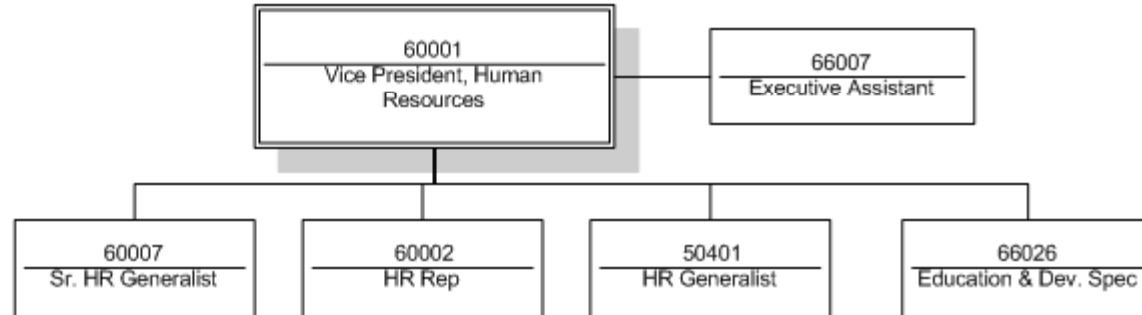 60001
Vice President, Human
Resources
66007
Executive Assistant
60007
Sr. HR Generalist
60002
HR Rep
50401
HR Generalist
66026
Education & Dev. Spec